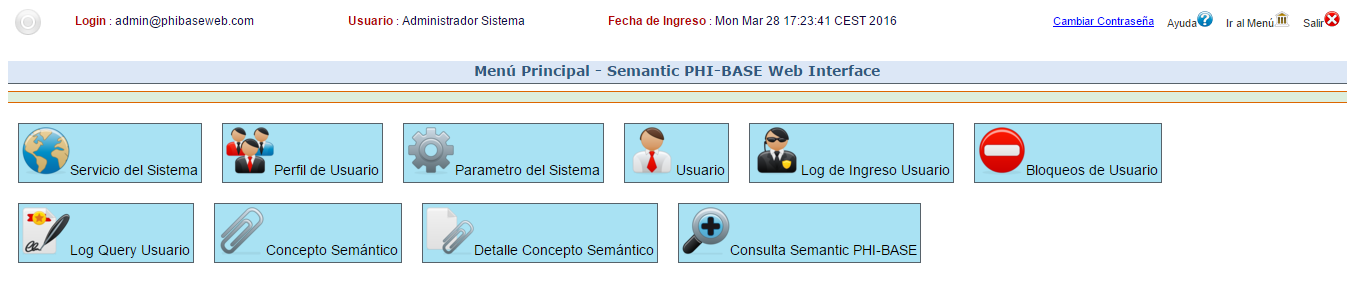 Login : admin@phibaseweb.com Usuario : Administrador Sistema Fecha de Ingreso : Mon Mar 28 17:23:41 CEST 2016 Cambiar Contraseña Ayuda Ir al Menú Salir
Menú Principal - Semantic PHI-BASE Web Interface
Servicio del Sistema Perfil de Usuario Parametro del Sistema Usuario Log de Ingreso Usuario Bloqueos de Usuario
Log Query Usuario Concepto Semántico Detalle Concepto Semántico Consulta Semantic PHI-BASE